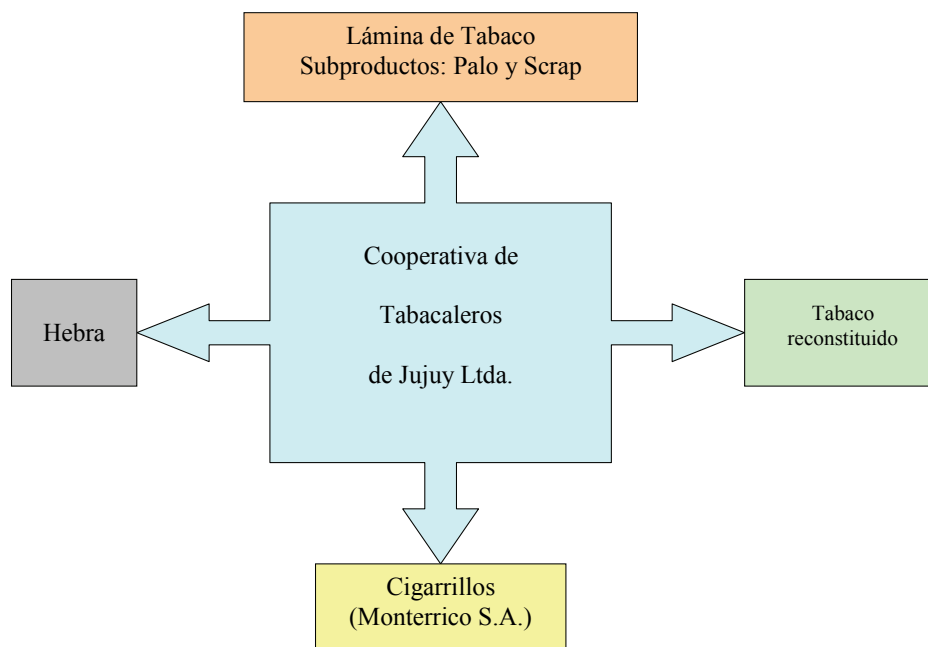 Lámina de Tabaco
Subproductos: Palo y Scrap
Cooperativa de
Tabacaleros
de Jujuy Ltda.
Hebra
Tabaco
reconstituido
Cigarrillos
(Monterrico S.A.)